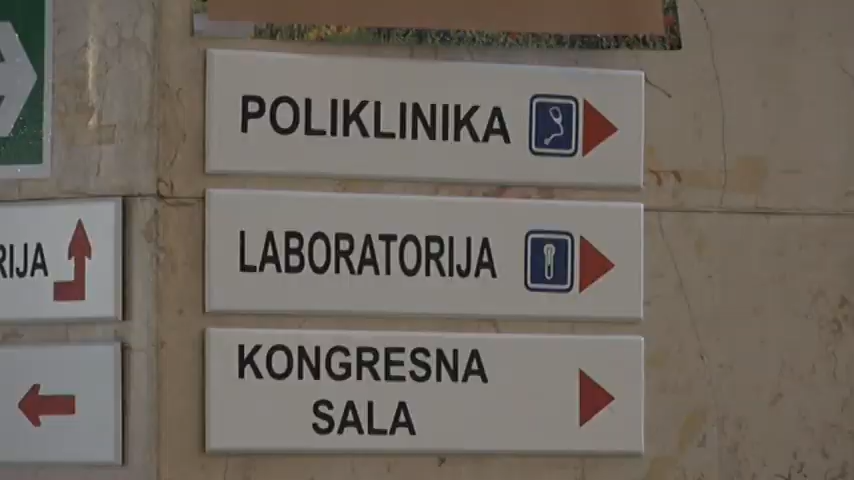 POLIKLINIKA
LABORATORIJA
RIJA
KONGRESNA
SALA